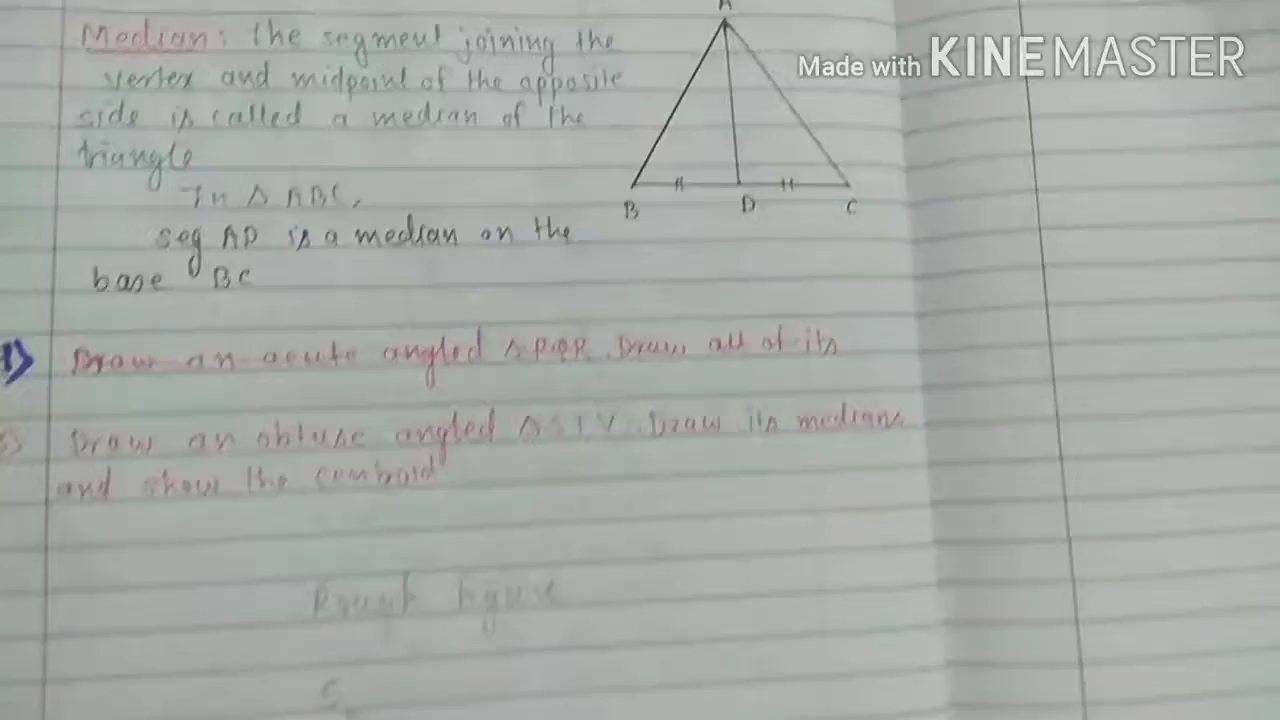 Median: the segment joining the
vertex and midpoint of the opposite
side is called a median of the
triangle
In △ ABC,
seg AD is a median on the
base BC
A
B D C
Made with KINEMASTER
1) Draw an acute angled △PQR. Draw all of its
Draw an obtuse angled △STV. Draw its medians
and show the centroid
Rough figure
S